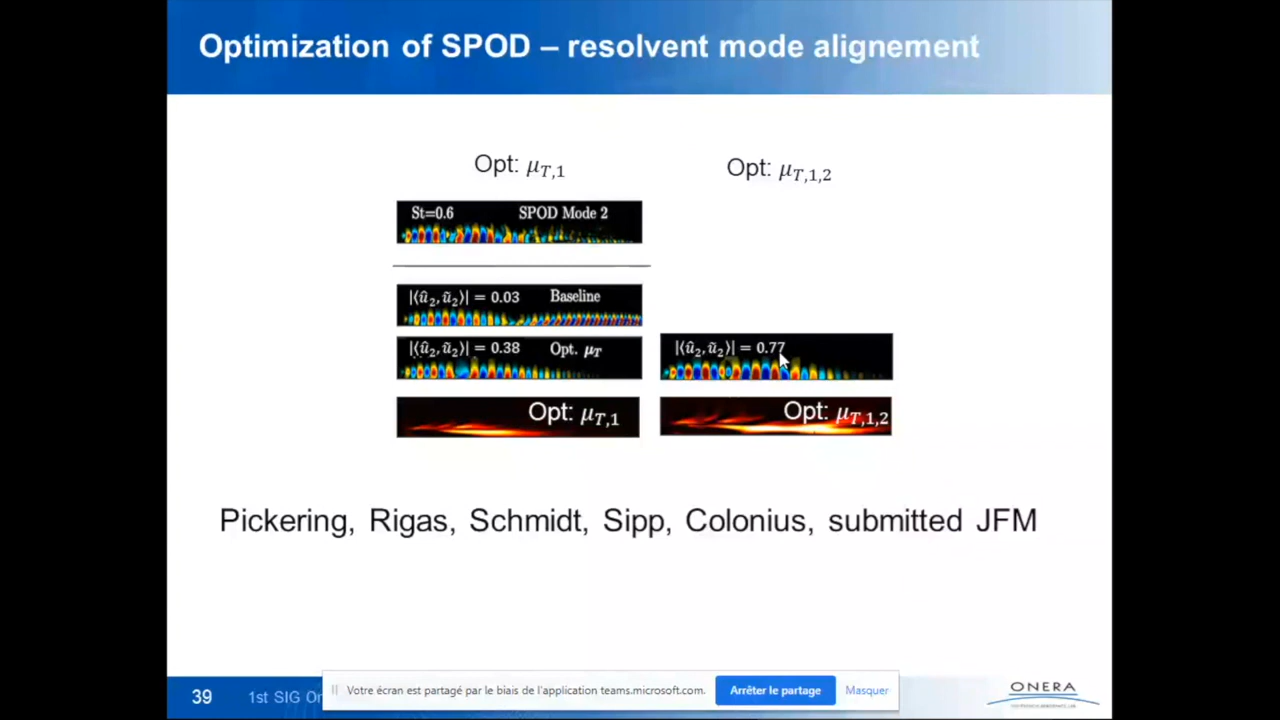 Optimization of SPOD – resolvent mode alignement
Opt: μ_{T,1}
Opt: μ_{T,1,2}
St=0.6 SPOD Mode 2
|⟨û₂, ũ₂⟩| = 0.03 Baseline
|⟨û₂, ũ₂⟩| = 0.38 Opt. μ_T
|⟨û₂, ũ₂⟩| = 0.77
Opt: μ_{T,1}
Opt: μ_{T,1,2}
Pickering, Rigas, Schmidt, Sipp, Colonius, submitted JFM
39 1st SIG
Votre écran est partagé par le biais de l'application teams.microsoft.com. Arrêter le partage Masquer
ONERA